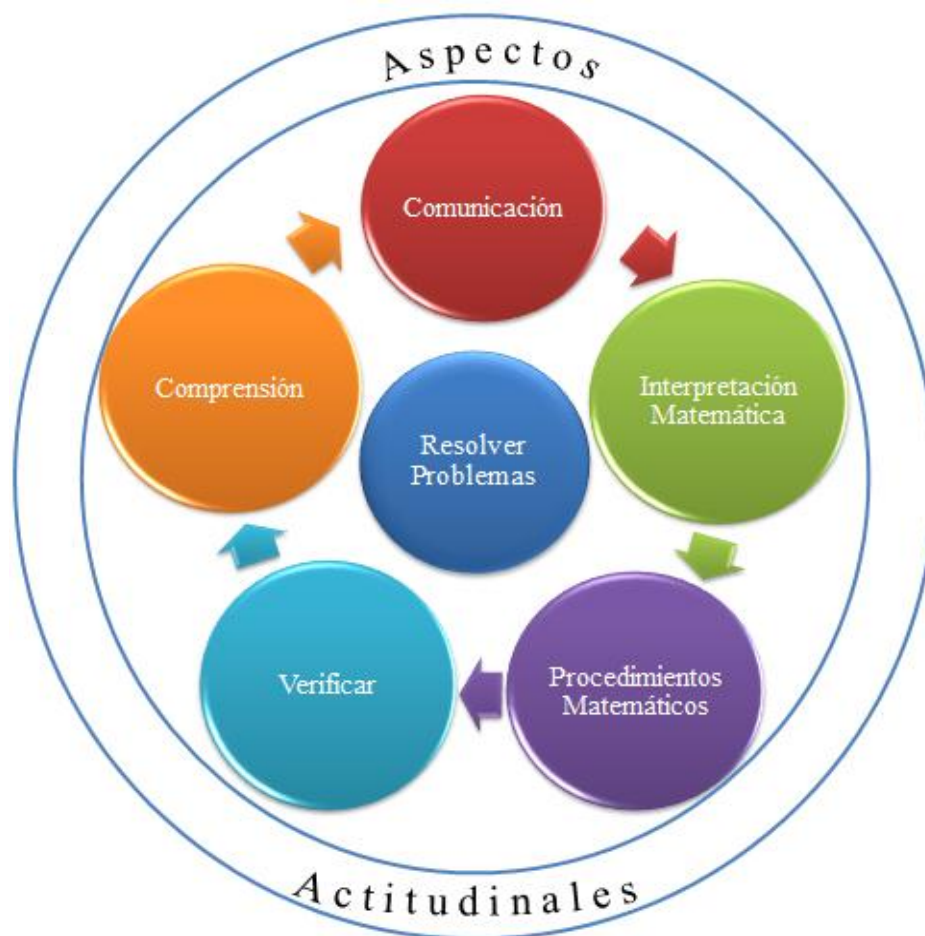 Aspectos
Comunicación
Comprensión
Interpretación
Matemática
Resolver
Problemas
Verificar
Procedimientos
Matemáticos
Actitudinales